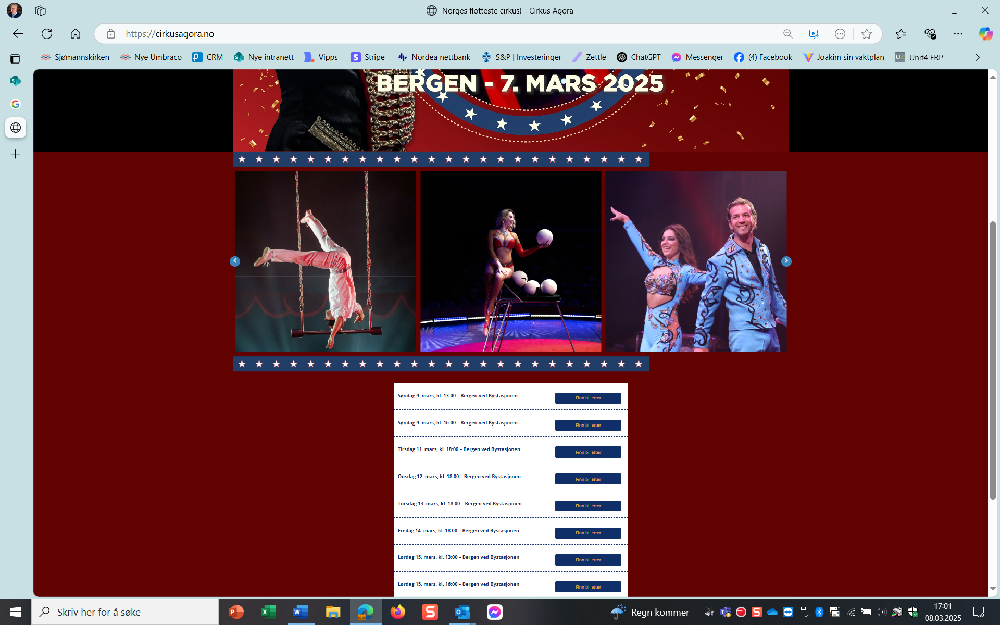 Norges flotteste cirkus! - Cirkus Agora
https://cirkusagora.no
Sjømannskirken
Nye Umbraco
CRM
Nye intranett
Vipps
Stripe
Nordea nettbank
S&P | Investeringer
Zettle
ChatGPT
Messenger
(4) Facebook
Joakim sin vaktplan
Unit4 ERP
BERGEN - 7. MARS 2025
Søndag 9. mars, kl. 13:00 – Bergen ved Bystasjonen
Finn billetter
Søndag 9. mars, kl. 16:00 – Bergen ved Bystasjonen
Finn billetter
Tirsdag 11. mars, kl. 18:00 – Bergen ved Bystasjonen
Finn billetter
Onsdag 12. mars, kl. 18:00 – Bergen ved Bystasjonen
Finn billetter
Torsdag 13. mars, kl. 18:00 – Bergen ved Bystasjonen
Finn billetter
Fredag 14. mars, kl. 18:00 – Bergen ved Bystasjonen
Finn billetter
Lørdag 15. mars, kl. 13:00 – Bergen ved Bystasjonen
Finn billetter
Lørdag 15. mars, kl. 16:00 – Bergen ved Bystasjonen
Finn billetter
Skriv her for å søke
Regn kommer
17:01
08.03.2025